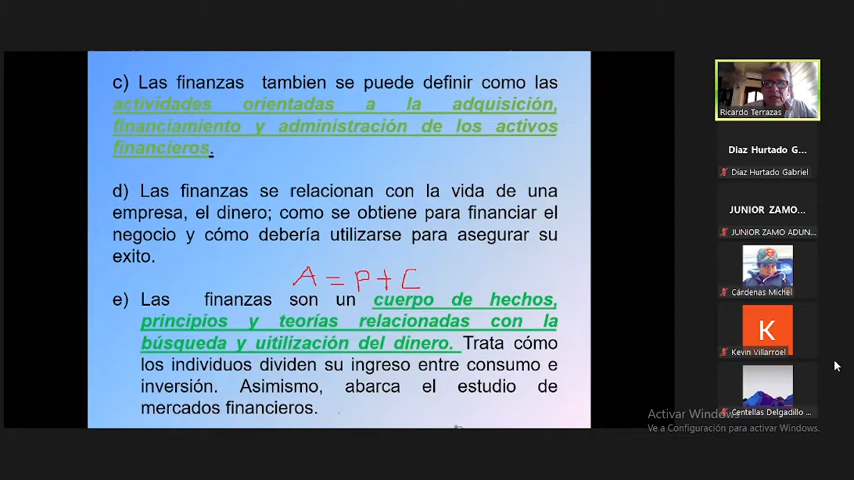 c) Las finanzas tambien se puede definir como las
actividades orientadas a la adquisición,
financiamiento y administración de los activos
financieros.
d) Las finanzas se relacionan con la vida de una
empresa, el dinero; como se obtiene para financiar el
negocio y cómo debería utilizarse para asegurar su
exito.
A = P + C
e) Las finanzas son un cuerpo de hechos,
principios y teorías relacionadas con la
búsqueda y uitilización del dinero. Trata cómo
los individuos dividen su ingreso entre consumo e
inversión. Asimismo, abarca el estudio de
mercados financieros.
Ricardo Terrazas
Diaz Hurtado G...
Diaz Hurtado Gabriel
JUNIOR ZAMO...
JUNIOR ZAMO ADUN...
Cárdenas Michel
K
Kevin Villarroel
Centellas Delgadillo ...
Activar Windows
Ve a Configuración para activar Windows.